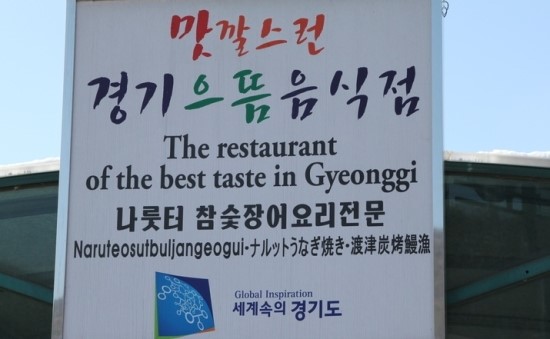 맛깔스런
경기으뜸음식점
The restaurant
of the best taste in Gyeonggi
나룻터 참숯장어요리전문
Naruteosutbuljangeogui-ナルットうなぎ焼き·渡津炭烤鰻漁
Global Inspiration
세계속의 경기도